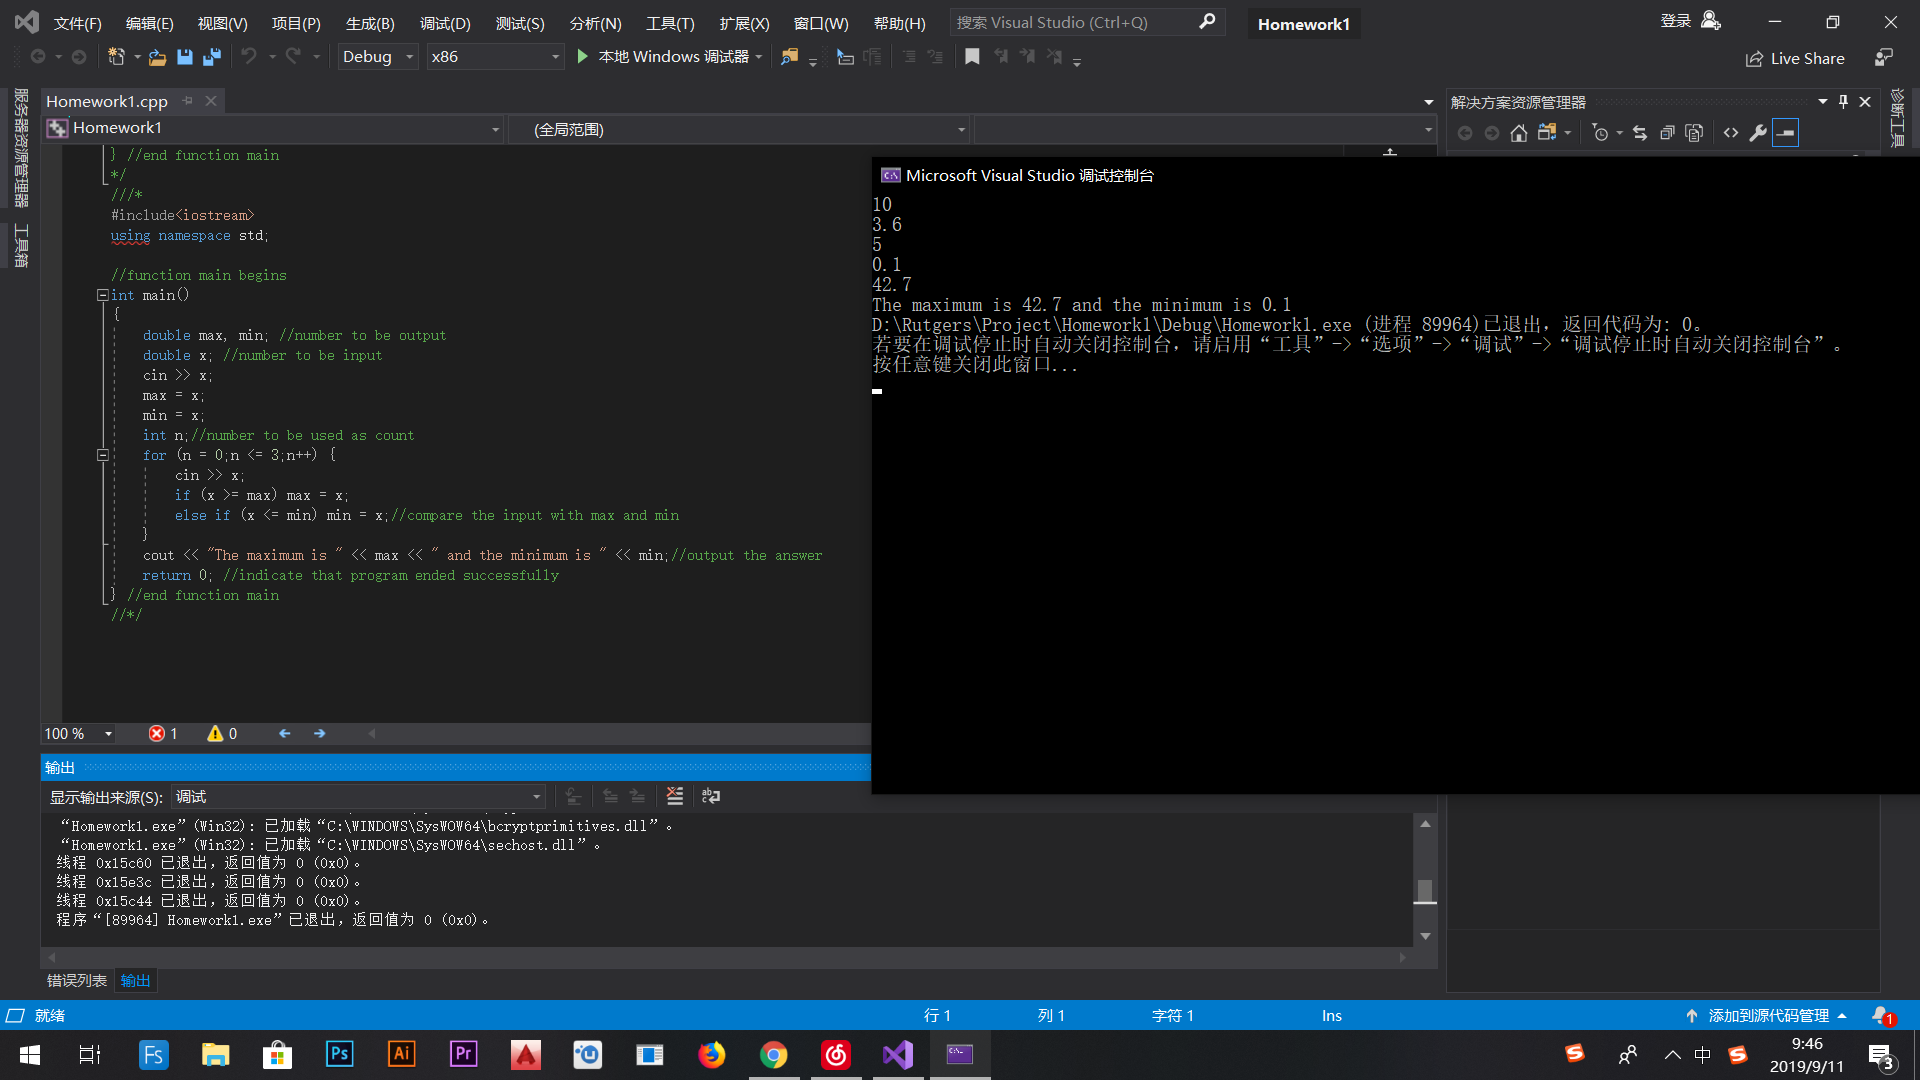 文件(F) 编辑(E) 视图(V) 项目(P) 生成(B) 调试(D) 测试(S) 分析(N) 工具(T) 扩展(X) 窗口(W) 帮助(H) 搜索 Visual Studio (Ctrl+Q) Homework1 登录
Debug x86 本地 Windows 调试器 Live Share
服务器资源管理器
工具箱
Homework1.cpp
Homework1 (全局范围)
} //end function main
*/
///*
#include<iostream>
using namespace std;
//function main begins
int main()
{
double max, min; //number to be output
double x; //number to be input
cin >> x;
max = x;
min = x;
int n;//number to be used as count
for (n = 0;n <= 3;n++) {
cin >> x;
if (x >= max) max = x;
else if (x <= min) min = x;//compare the input with max and min
}
cout << "The maximum is " << max << " and the minimum is " << min;//output the answer
return 0; //indicate that program ended successfully
} //end function main
//*/
100 % 1 0
解决方案资源管理器
诊断工具
Microsoft Visual Studio 调试控制台
10
3.6
5
0.1
42.7
The maximum is 42.7 and the minimum is 0.1
D:\Rutgers\Project\Homework1\Debug\Homework1.exe (进程 89964)已退出，返回代码为: 0。
若要在调试停止时自动关闭控制台，请启用“工具”->“选项”->“调试”->“调试停止时自动关闭控制台”。
按任意键关闭此窗口...
输出
显示输出来源(S): 调试
“Homework1.exe”(Win32): 已加载“C:\WINDOWS\SysWOW64\bcryptprimitives.dll”。
“Homework1.exe”(Win32): 已加载“C:\WINDOWS\SysWOW64\sechost.dll”。
线程 0x15c60 已退出，返回值为 0 (0x0)。
线程 0x15e3c 已退出，返回值为 0 (0x0)。
线程 0x15c44 已退出，返回值为 0 (0x0)。
程序“[89964] Homework1.exe”已退出，返回值为 0 (0x0)。
错误列表 输出
就绪 行 1 列 1 字符 1 Ins 添加到源代码管理 1
Fs Ps Ai Pr 中 9:46
2019/9/11 3